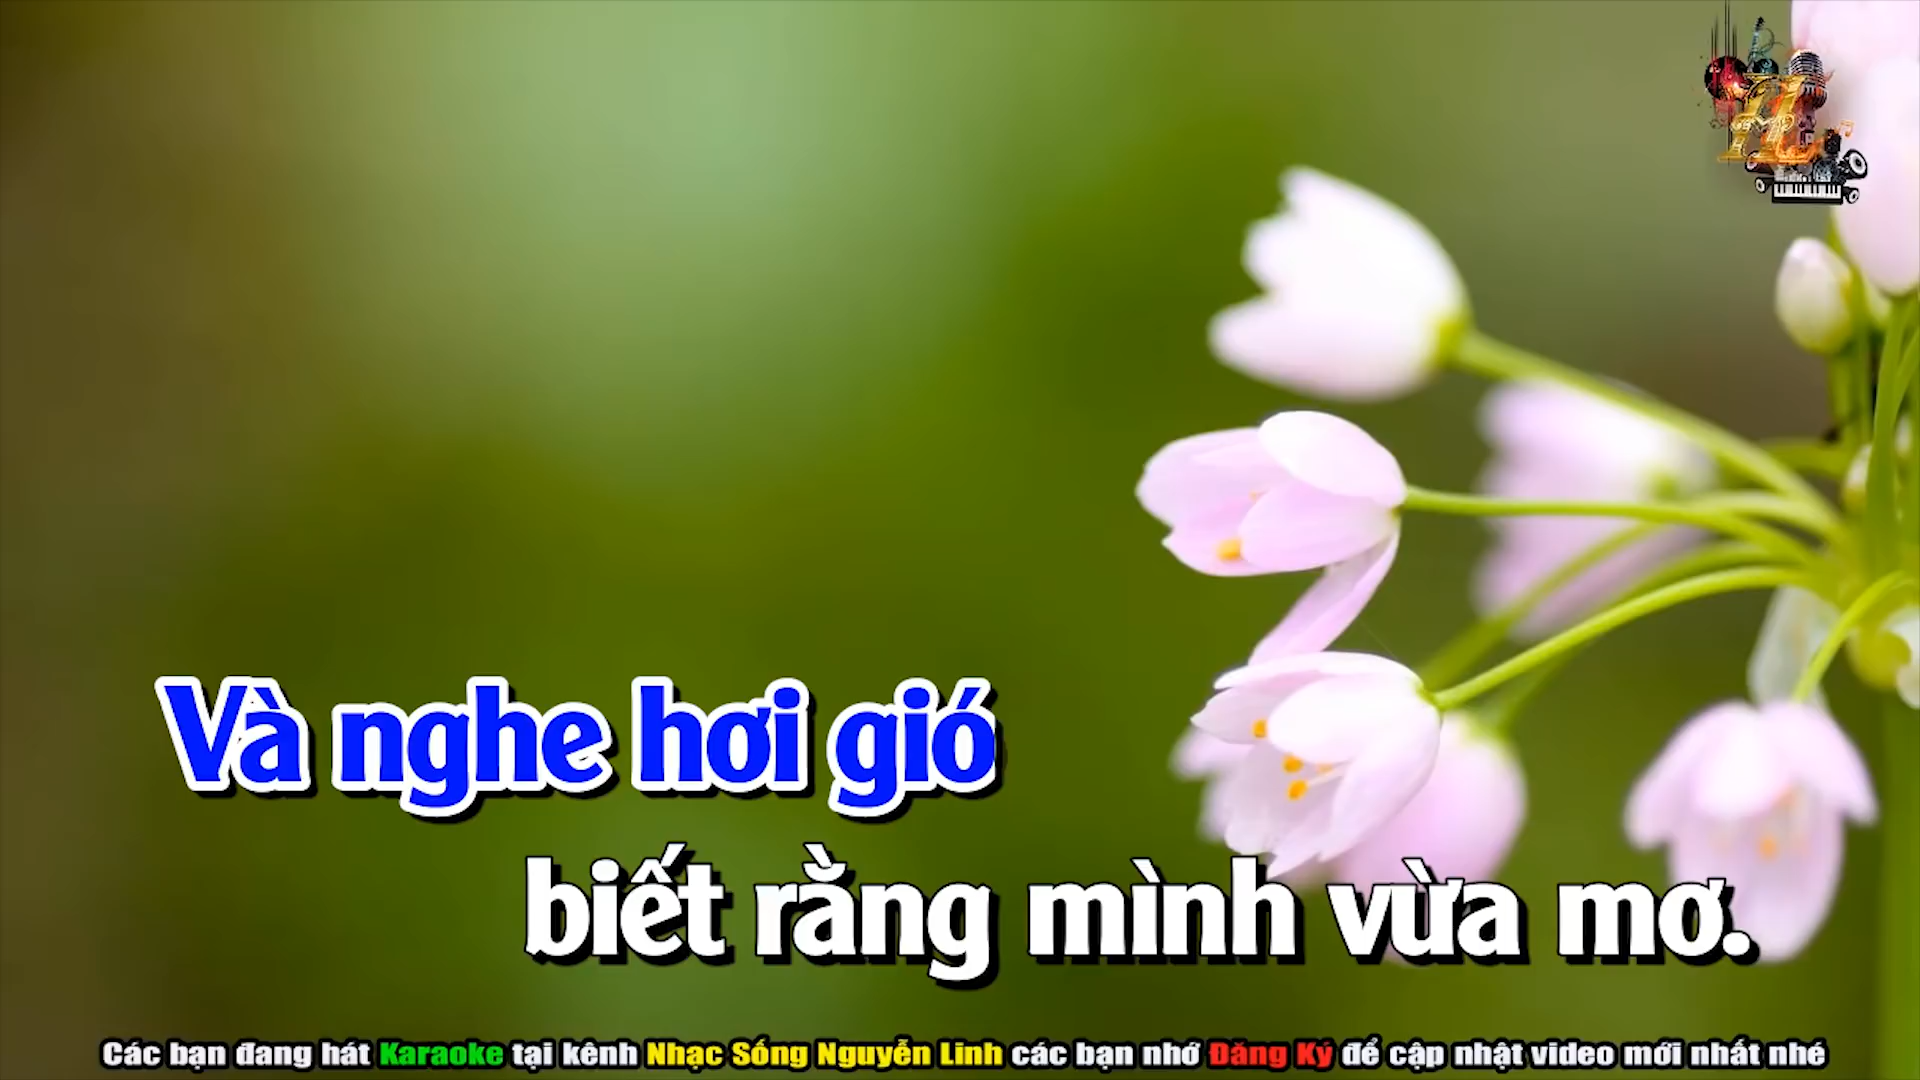 Và nghe hơi gió
biết rằng mình vừa mơ.
Các bạn đang hát Karaoke tại kênh Nhạc Sống Nguyễn Linh các bạn nhớ Đăng Ký để cập nhật video mới nhất nhé